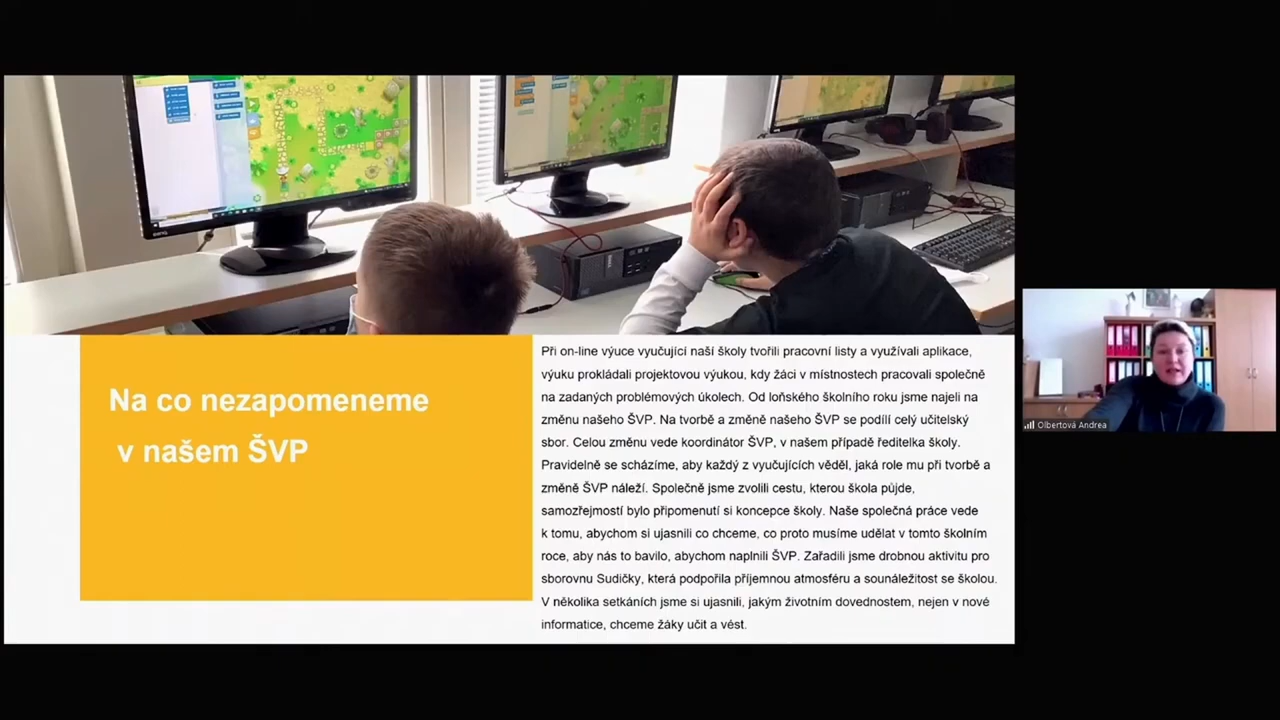 Na co nezapomeneme
v našem ŠVP
Při on-line výuce vyučující naší školy tvořili pracovní listy a využívali aplikace,
výuku prokládali projektovou výukou, kdy žáci v místnostech pracovali společně
na zadaných problémových úkolech. Od loňského školního roku jsme najeli na
změnu našeho ŠVP. Na tvorbě a změně našeho ŠVP se podílí celý učitelský
sbor. Celou změnu vede koordinátor ŠVP, v našem případě ředitelka školy.
Pravidelně se scházíme, aby každý z vyučujících věděl, jaká role mu při tvorbě a
změně ŠVP náleží. Společně jsme zvolili cestu, kterou škola půjde,
samozřejmostí bylo připomenutí si koncepce školy. Naše společná práce vede
k tomu, abychom si ujasnili co chceme, co proto musíme udělat v tomto školním
roce, aby nás to bavilo, abychom naplnili ŠVP. Zařadili jsme drobnou aktivitu pro
sborovnu Sudičky, která podpořila příjemnou atmosféru a sounáležitost se školou.
V několika setkáních jsme si ujasnili, jakým životním dovednostem, nejen v nové
informatice, chceme žáky učit a vést.
Olbertová Andrea